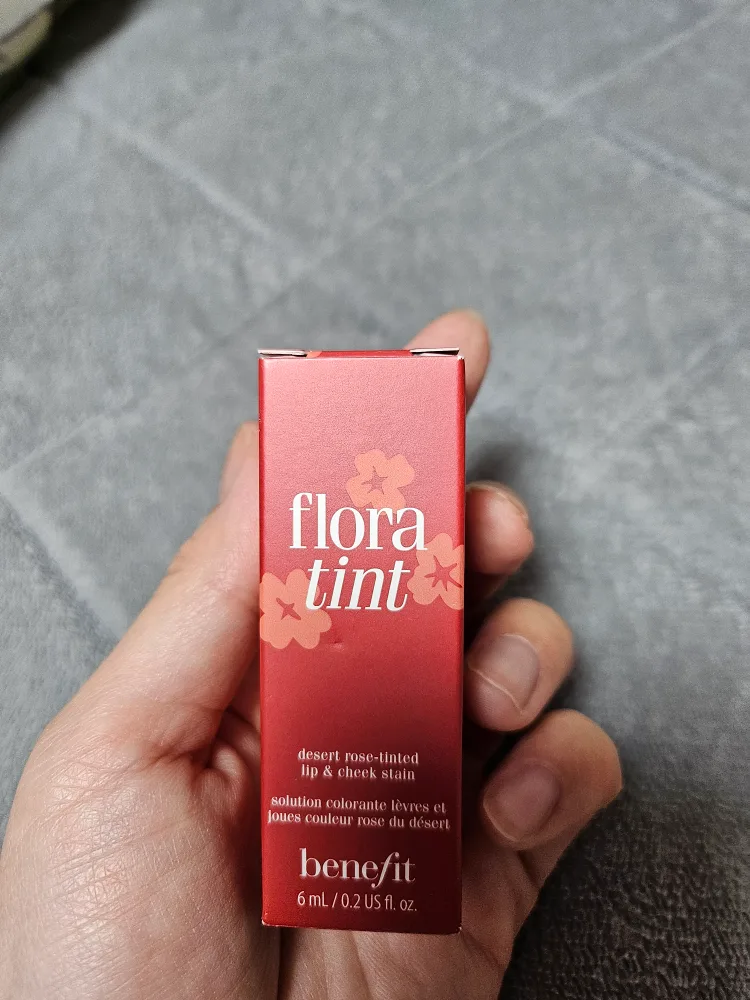 flora
tint
desert rose-tinted
lip & cheek stain
solution colorante lèvres et
joues couleur rose du désert
benefit
6 mL / 0.2 US fl. oz.